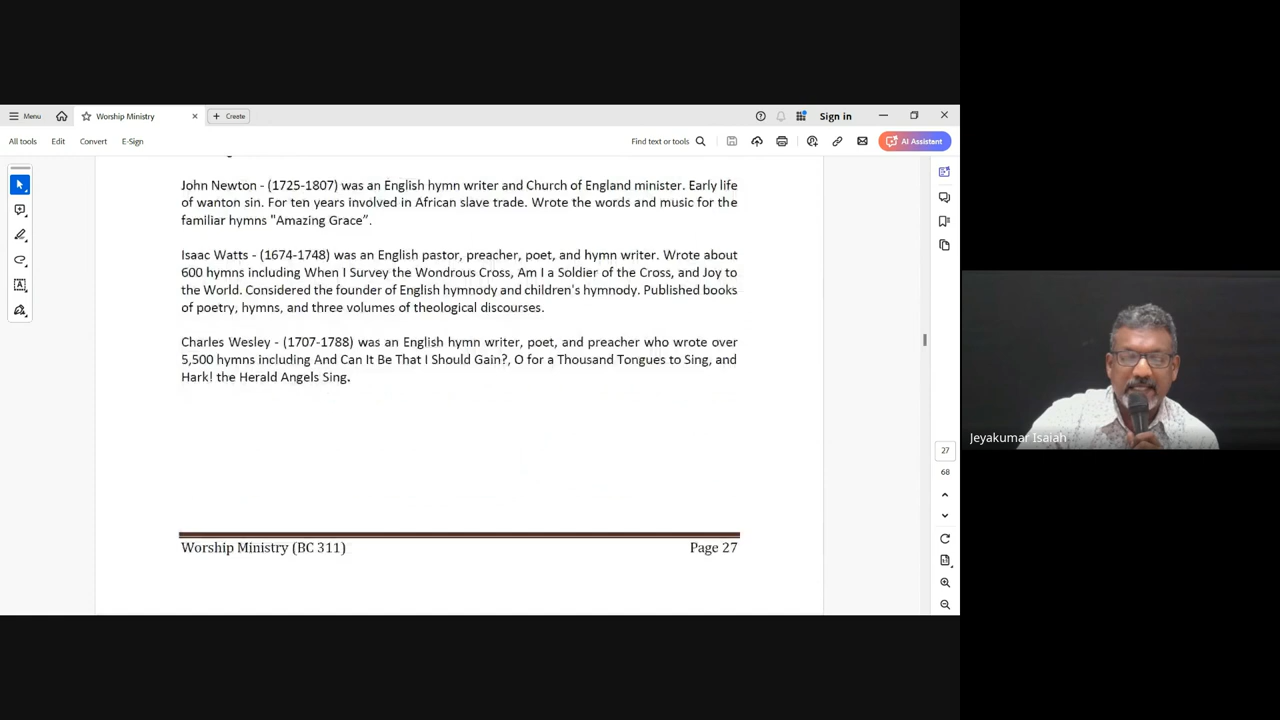 Menu
Worship Ministry
Create
Sign in
All tools
Edit
Convert
E-Sign
Find text or tools
AI Assistant
John Newton - (1725-1807) was an English hymn writer and Church of England minister. Early life
of wanton sin. For ten years involved in African slave trade. Wrote the words and music for the
familiar hymns "Amazing Grace”.
Isaac Watts - (1674-1748) was an English pastor, preacher, poet, and hymn writer. Wrote about
600 hymns including When I Survey the Wondrous Cross, Am I a Soldier of the Cross, and Joy to
the World. Considered the founder of English hymnody and children's hymnody. Published books
of poetry, hymns, and three volumes of theological discourses.
Charles Wesley - (1707-1788) was an English hymn writer, poet, and preacher who wrote over
5,500 hymns including And Can It Be That I Should Gain?, O for a Thousand Tongues to Sing, and
Hark! the Herald Angels Sing.
Worship Ministry (BC 311)
Page 27
27
68
Jeyakumar Isaiah